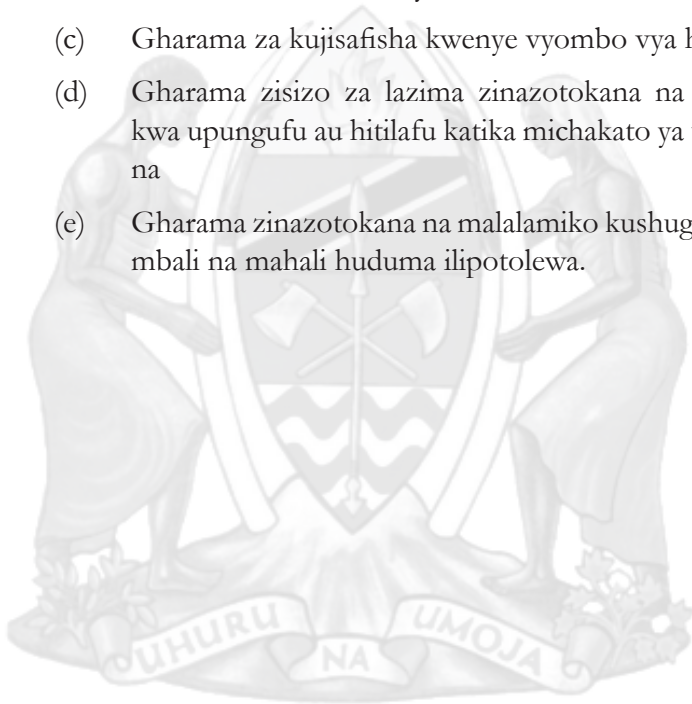 (c) Gharama za kujisafisha kwenye vyombo vya
(d) Gharama zisizo za lazima zinazotokana na
kwa upungufu au hitilafu katika michakato ya
na
(e) Gharama zinazotokana na malalamiko
mbali na mahali huduma ilipotolewa.
UHURU NA UMOJA